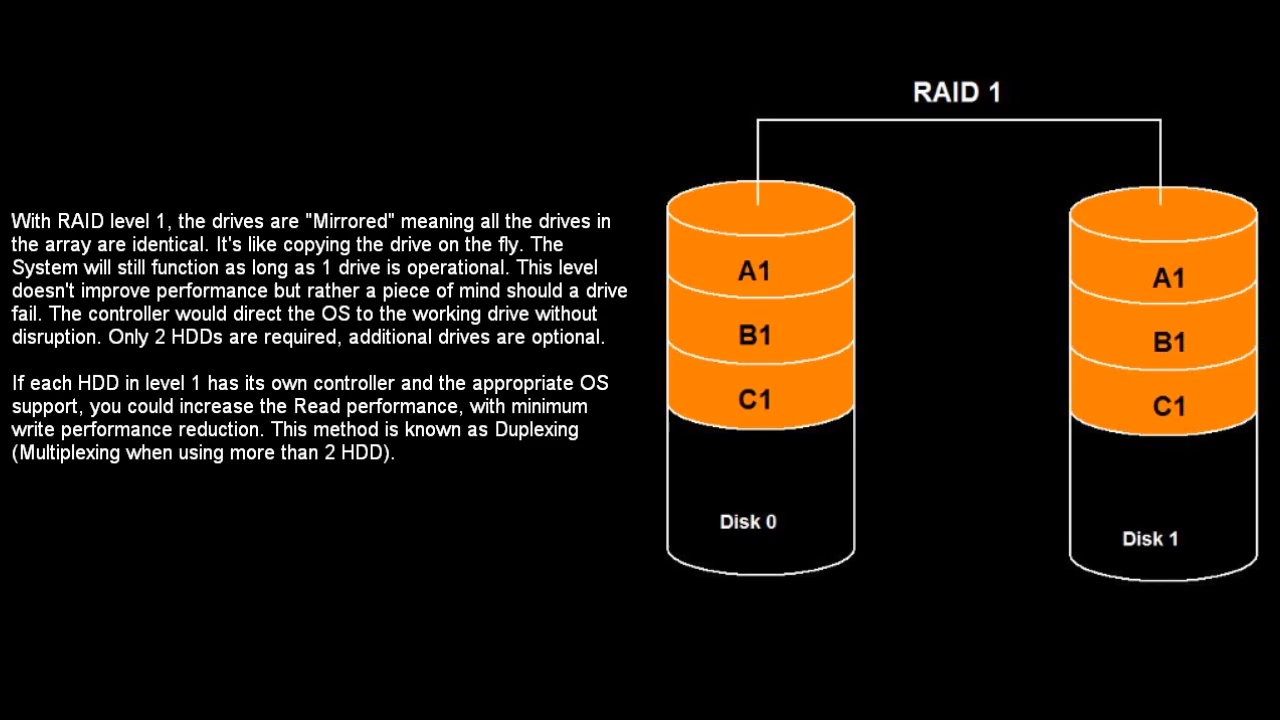 RAID 1
With RAID level 1, the drives are "Mirrored" meaning all the drives in
the array are identical. It's like copying the drive on the fly. The
System will still function as long as 1 drive is operational. This level
doesn't improve performance but rather a piece of mind should a drive
fail. The controller would direct the OS to the working drive without
disruption. Only 2 HDDs are required, additional drives are optional.
If each HDD in level 1 has its own controller and the appropriate OS
support, you could increase the Read performance, with minimum
write performance reduction. This method is known as Duplexing
(Multiplexing when using more than 2 HDD).
A1
B1
C1
Disk 0
A1
B1
C1
Disk 1